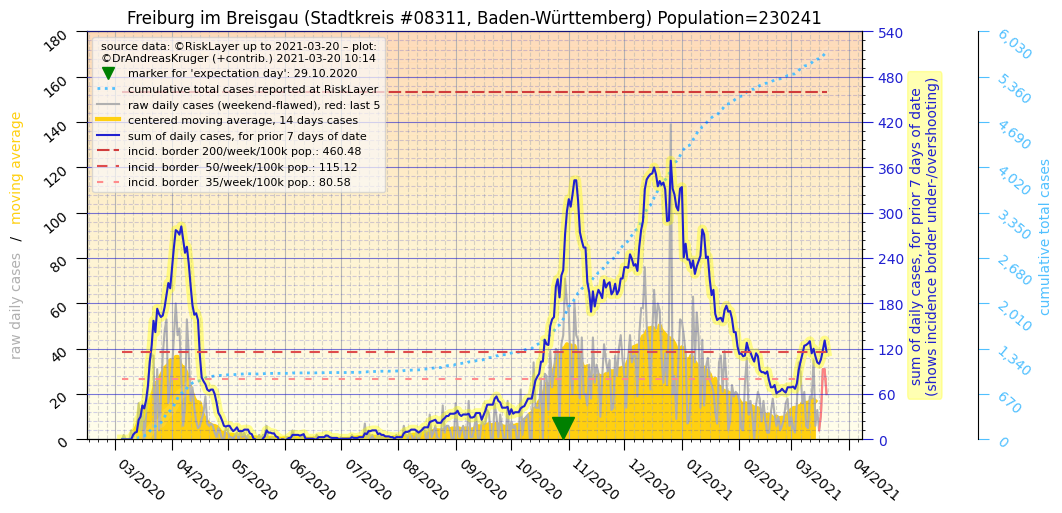 Freiburg im Breisgau (Stadtkreis #08311, Baden-Württemberg) Population=230241
source data: ©RiskLayer up to 2021-03-20 – plot:
©DrAndreasKruger (+contrib.) 2021-03-20 10:14
marker for 'expectation day': 29.10.2020
cumulative total cases reported at RiskLayer
raw daily cases (weekend-flawed), red: last 5
centered moving average, 14 days cases
sum of daily cases, for prior 7 days of date
incid. border 200/week/100k pop.: 460.48
incid. border 50/week/100k pop.: 115.12
incid. border 35/week/100k pop.: 80.58
raw daily cases / moving average
180
160
140
120
100
80
60
40
20
0
03/2020
04/2020
05/2020
06/2020
07/2020
08/2020
09/2020
10/2020
11/2020
12/2020
01/2021
02/2021
03/2021
04/2021
540
480
420
360
300
240
180
120
60
0
sum of daily cases, for prior 7 days of date
(shows incidence border under-/overshooting)
6,030
5,360
4,690
4,020
3,350
2,680
2,010
1,340
670
0
cumulative total cases